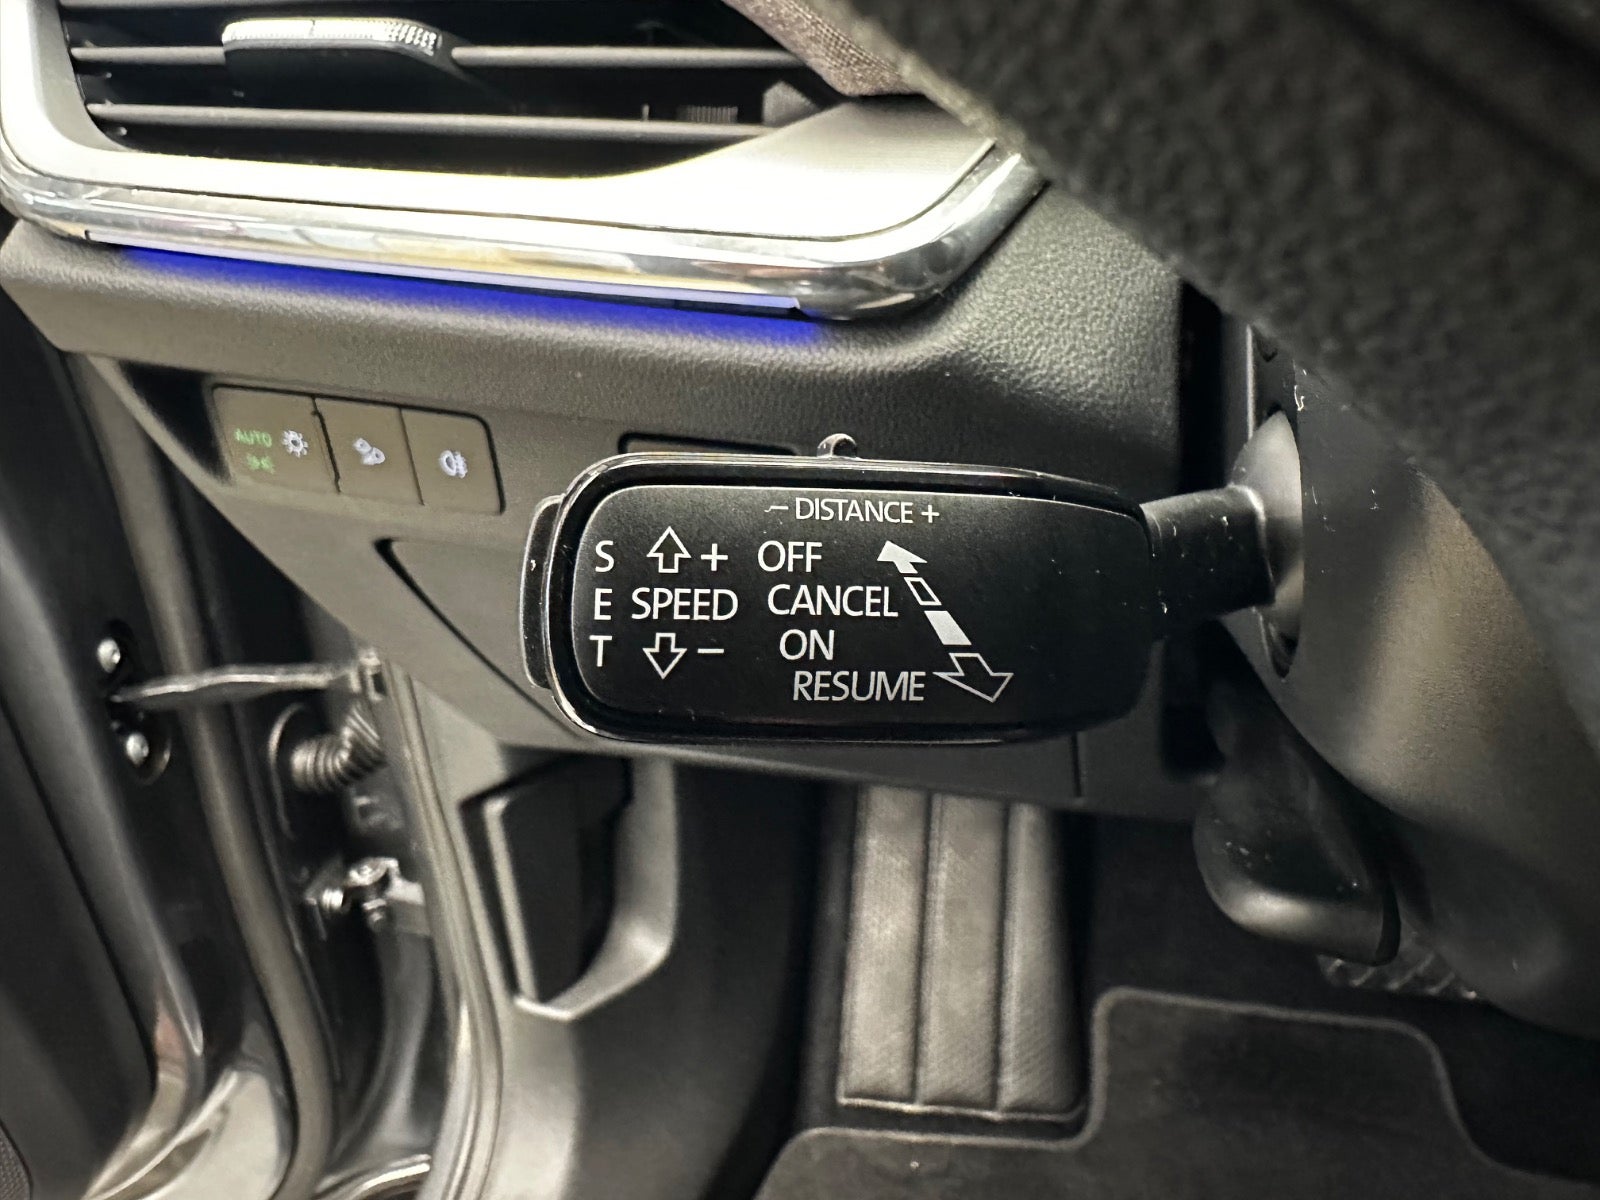 AUTO
– DISTANCE +
S + OFF
E SPEED CANCEL
T – ON
RESUME